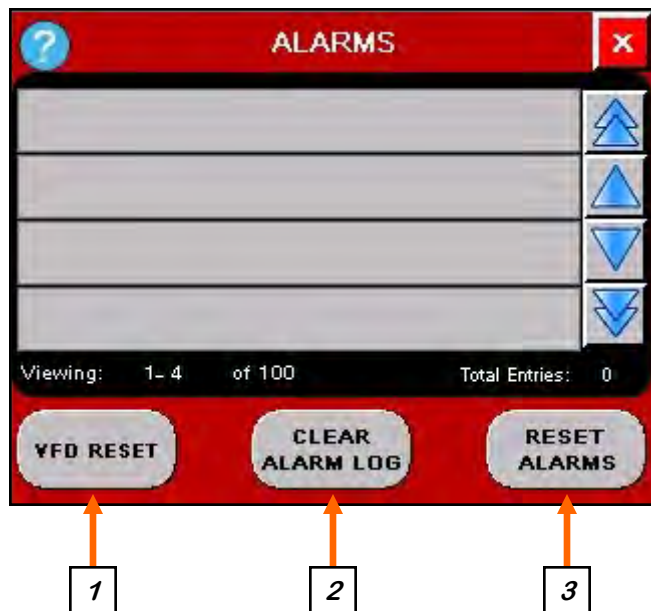 ?
ALARMS
X
Viewing: 1- 4 of 100 Total Entries: 0
VFD RESET
CLEAR
ALARM LOG
RESET
ALARMS
1
2
3